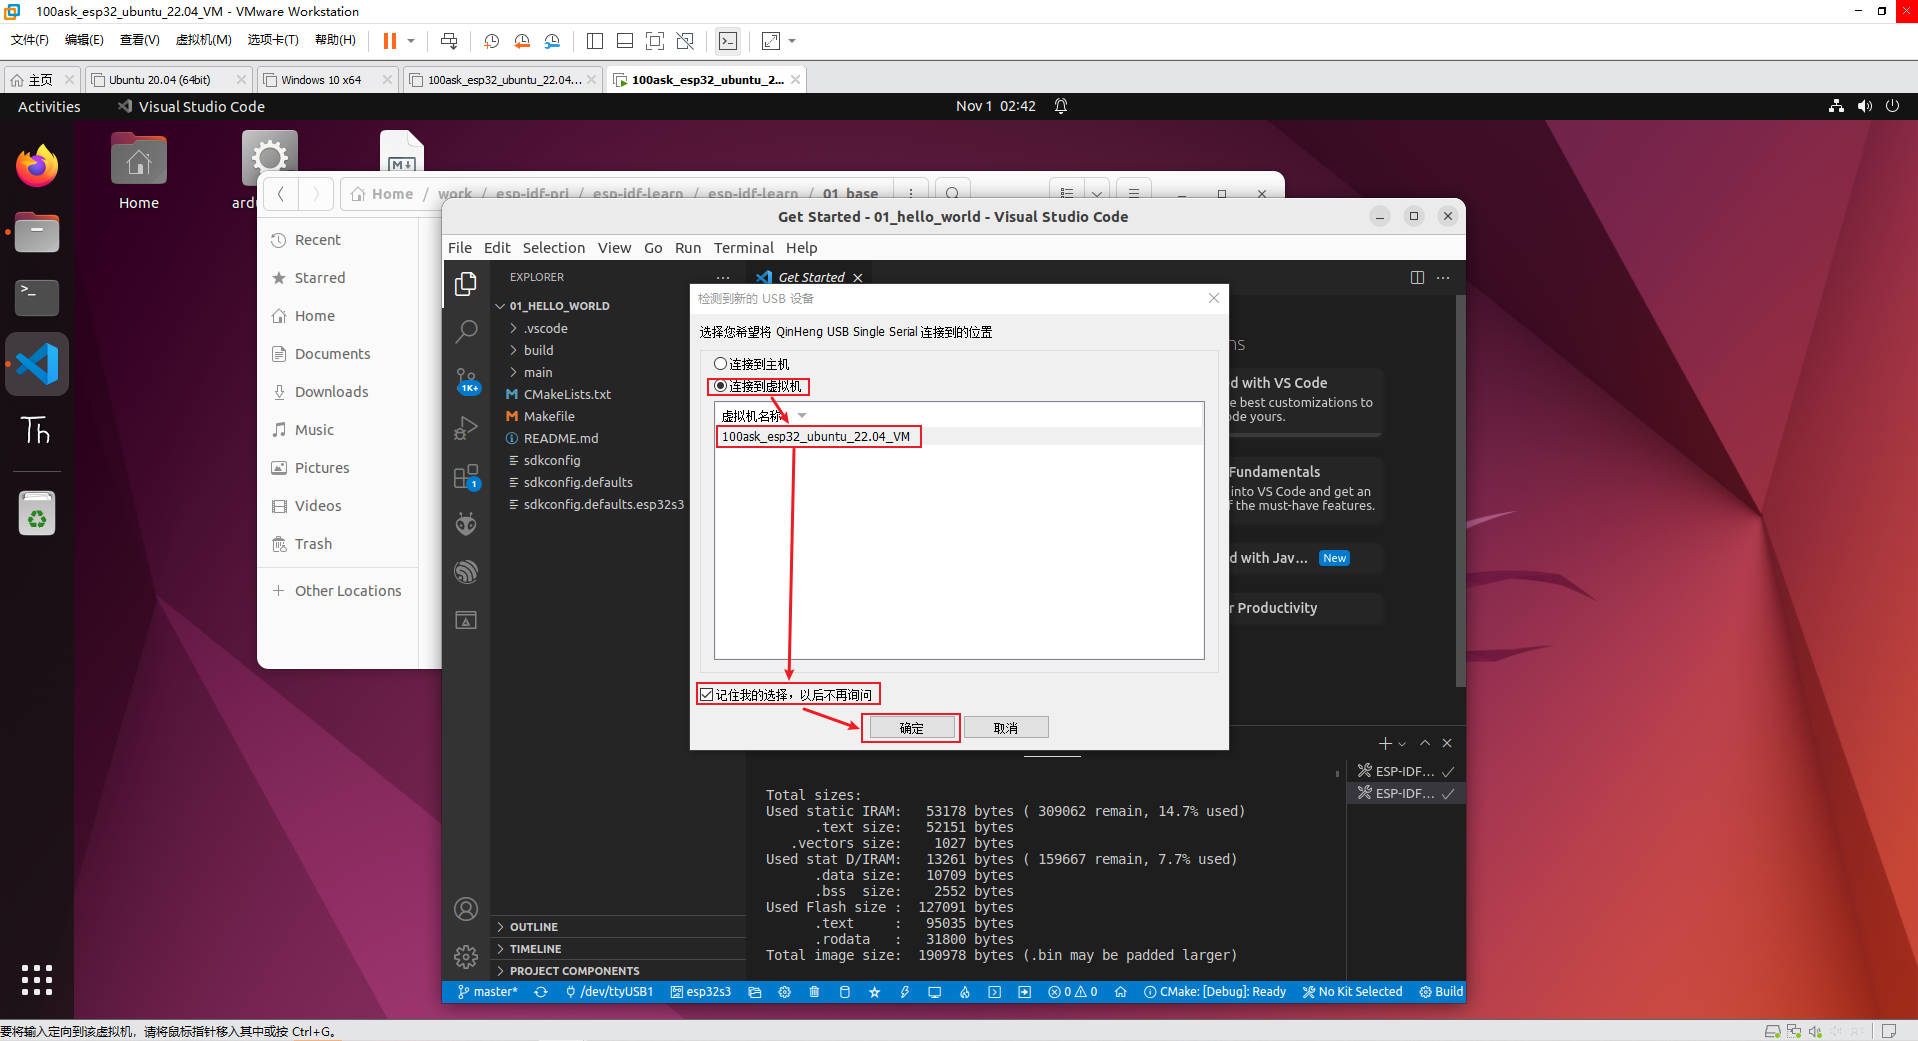 100ask_esp32_ubuntu_22.04_VM - VMware Workstation
文件(F) 编辑(E) 查看(V) 虚拟机(M) 选项卡(T) 帮助(H)
主页 Ubuntu 20.04 (64bit) Windows 10 x64 100ask_esp32_ubuntu_22.04... 100ask_esp32_ubuntu_2...
Activities Visual Studio Code Nov 1 02:42
Home
Home / work / esp-idf-prj / esp-idf-learn / esp-idf-learn / 01_base
Recent
Starred
Home
Documents
Downloads
Music
Pictures
Videos
Trash
Other Locations
Get Started - 01_hello_world - Visual Studio Code
File Edit Selection View Go Run Terminal Help
EXPLORER
01_HELLO_WORLD
.vscode
build
main
CMakeLists.txt
Makefile
README.md
sdkconfig
sdkconfig.defaults
sdkconfig.defaults.esp32s3
1K+
1
OUTLINE
TIMELINE
PROJECT COMPONENTS
Get Started
检测到新的 USB 设备
选择您希望将 QinHeng USB Single Serial 连接到的位置
连接到主机
连接到虚拟机
虚拟机名称
100ask_esp32_ubuntu_22.04_VM
记住我的选择，以后不再询问
确定 取消
d with VS Code
e best customizations to
de yours.
Fundamentals
into VS Code and get an
f the must-have features.
d with Jav... New
r Productivity
ESP-IDF...
ESP-IDF...
Total sizes:
Used static IRAM: 53178 bytes ( 309062 remain, 14.7% used)
.text size: 52151 bytes
.vectors size: 1027 bytes
Used stat D/IRAM: 13261 bytes ( 159667 remain, 7.7% used)
.data size: 10709 bytes
.bss size: 2552 bytes
Used Flash size : 127091 bytes
.text : 95035 bytes
.rodata : 31800 bytes
Total image size: 190978 bytes (.bin may be padded larger)
master* /dev/ttyUSB1 esp32s3 0 0 CMake: [Debug]: Ready No Kit Selected Build
要将输入定向到该虚拟机，请将鼠标指针移入其中或按 Ctrl+G。